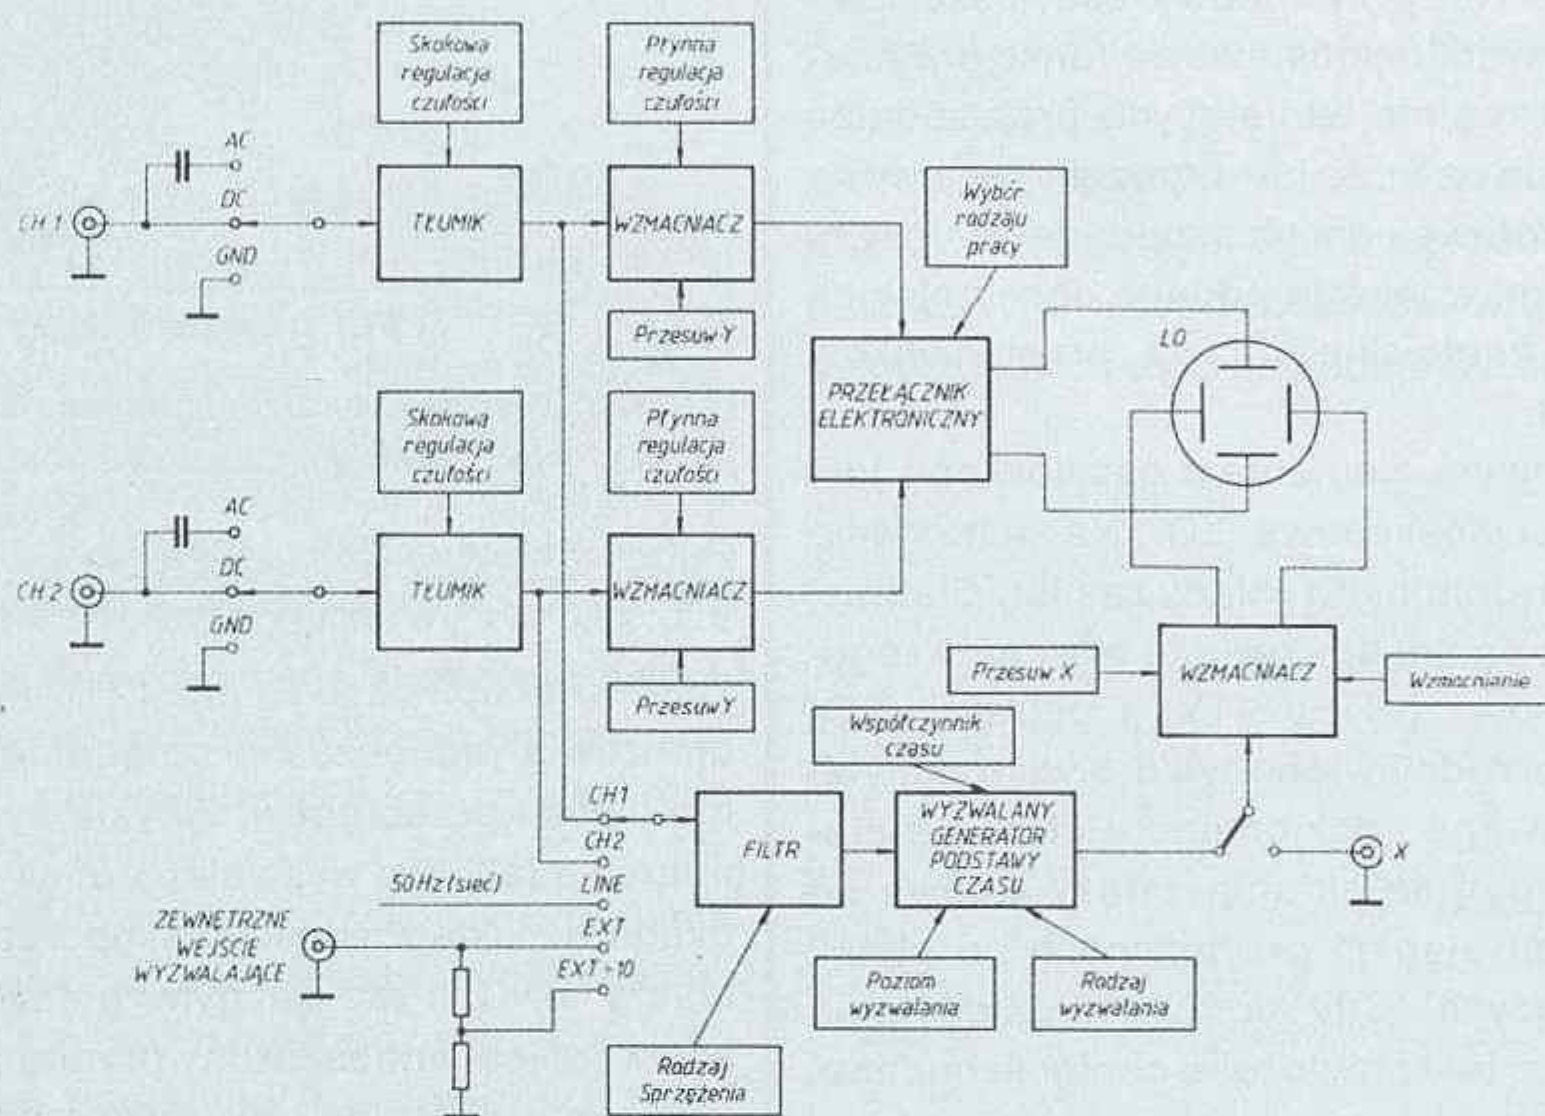 Skokowa
regulacja
czułości
Płynna
regulacja
czułości
AC
DC
GND
CH 1
TŁUMIK
WZMACNIACZ
Przesuw Y
Wybór
rodzaju
pracy
PRZEŁĄCZNIK
ELEKTRONICZNY
LO
Skokowa
regulacja
czułości
Płynna
regulacja
czułości
AC
DC
GND
CH 2
TŁUMIK
WZMACNIACZ
Przesuw Y
Przesuw X
WZMACNIACZ
Wzmocnianie
Współczynnik
czasu
CH1
CH2
LINE
EXT
EXT÷10
50Hz (sieć)
ZEWNĘTRZNE
WEJŚCIE
WYZWALAJĄCE
FILTR
WYZWALANY
GENERATOR
PODSTAWY
CZASU
X
Poziom
wyzwalania
Rodzaj
wyzwalania
Rodzaj
Sprzężenia